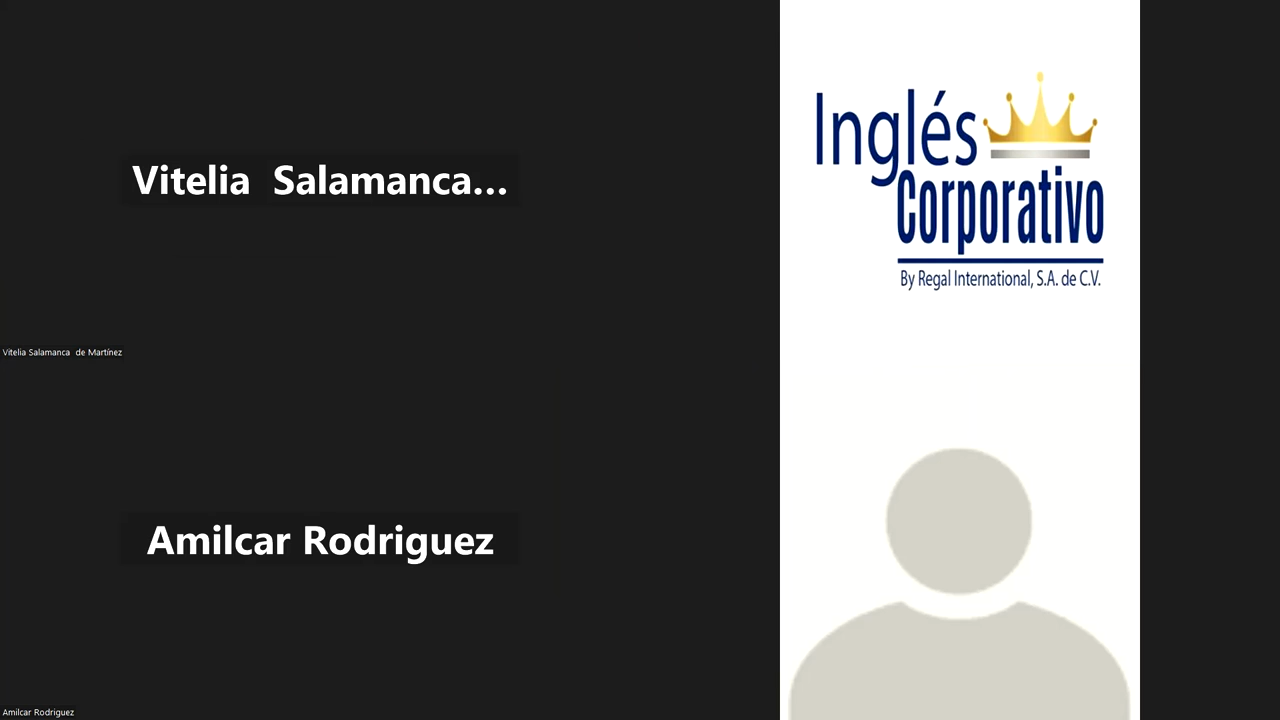 Vitelia  Salamanca...
Vitelia Salamanca  de Martínez
Inglés
Corporativo
By Regal International, S.A. de C.V.
Amilcar Rodriguez
Amilcar Rodriguez